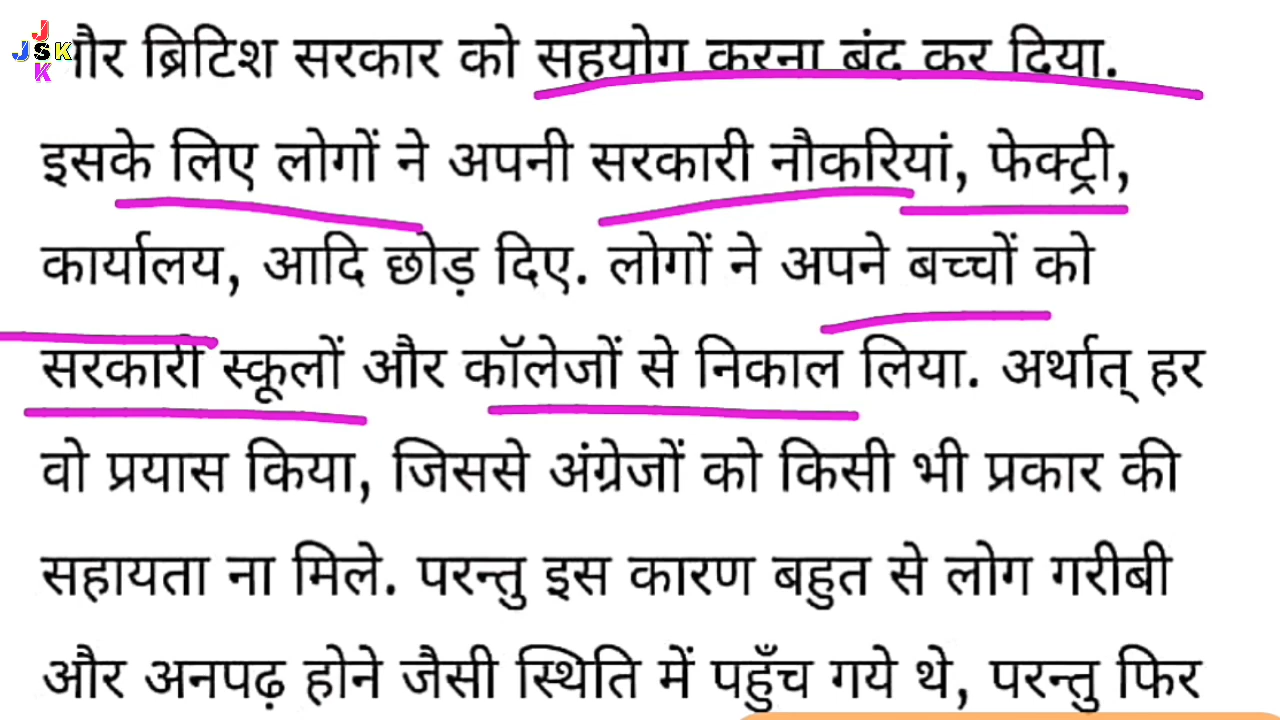 J
JSK
K
और ब्रिटिश सरकार को सहयोग करना बंद कर दिया.
इसके लिए लोगों ने अपनी सरकारी नौकरियां, फेक्ट्री,
कार्यालय, आदि छोड़ दिए. लोगों ने अपने बच्चों को
सरकारी स्कूलों और कॉलेजों से निकाल लिया. अर्थात् हर
वो प्रयास किया, जिससे अंग्रेजों को किसी भी प्रकार की
सहायता ना मिले. परन्तु इस कारण बहुत से लोग गरीबी
और अनपढ़ होने जैसी स्थिति में पहुँच गये थे, परन्तु फिर